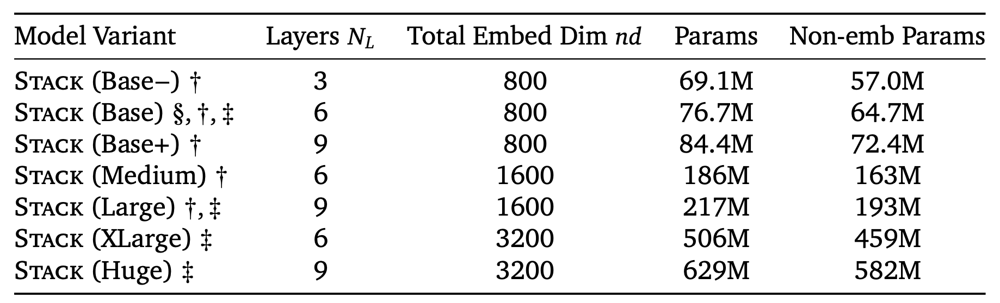 Model Variant Layers N_L Total Embed Dim nd Params Non-emb Params
STACK (Base−) † 3 800 69.1M 57.0M
STACK (Base) §, †, ‡ 6 800 76.7M 64.7M
STACK (Base+) † 9 800 84.4M 72.4M
STACK (Medium) † 6 1600 186M 163M
STACK (Large) †, ‡ 9 1600 217M 193M
STACK (XLarge) ‡ 6 3200 506M 459M
STACK (Huge) ‡ 9 3200 629M 582M